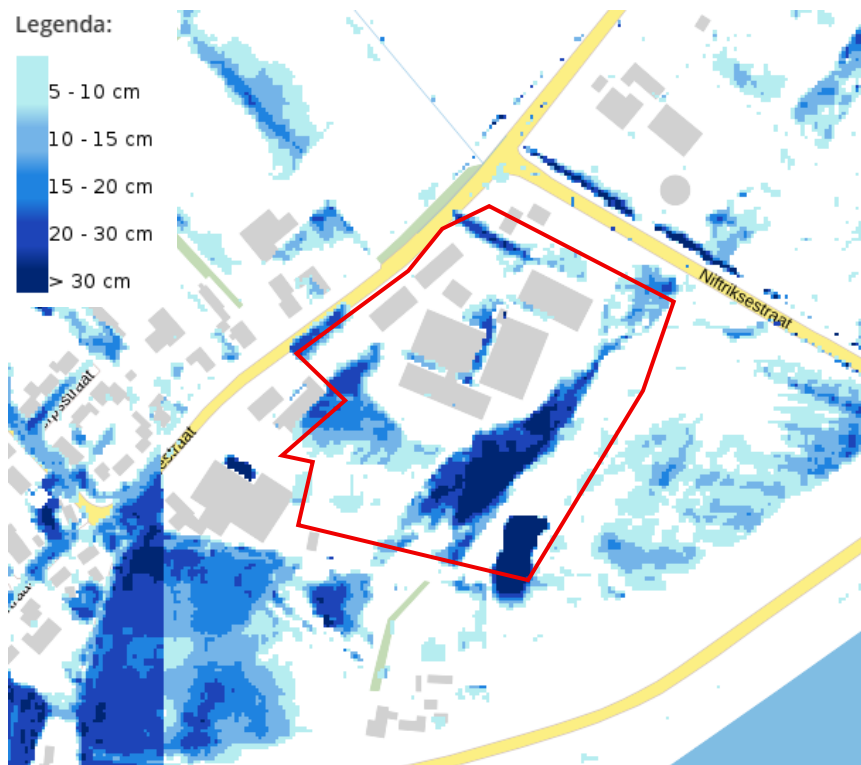 Legenda:
5 - 10 cm
10 - 15 cm
15 - 20 cm
20 - 30 cm
> 30 cm
Niftriksestraat